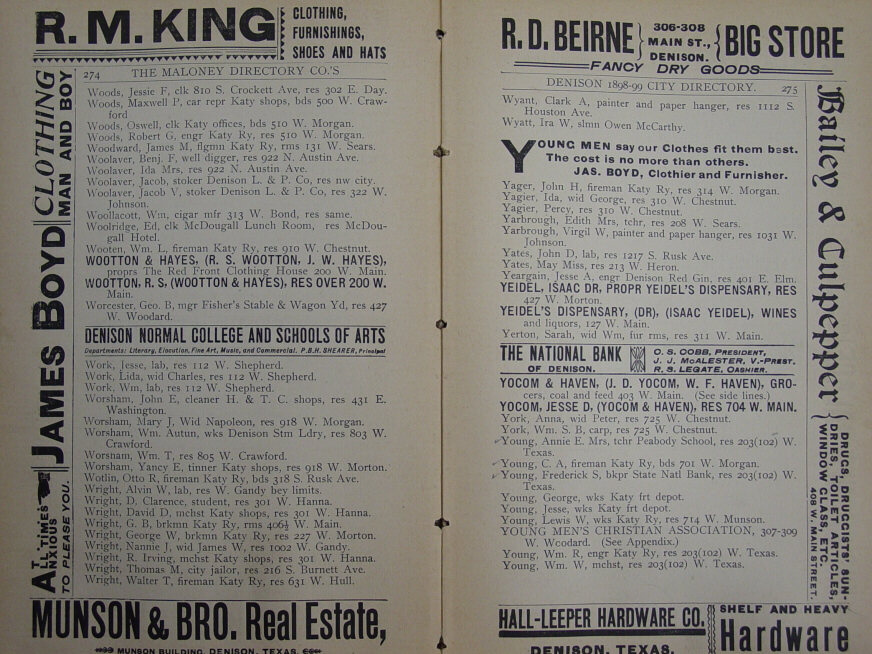 R. M. KING
CLOTHING,
FURNISHINGS,
SHOES AND HATS
JAMES BOYD CLOTHING MAN AND BOY
AT ALL TIMES ANXIOUS
TO PLEASE YOU.
274 THE MALONEY DIRECTORY CO.'S
Woods, Jessie F, clk 810 S. Crockett Ave, res 302 E. Day.
Woods, Maxwell P, car repr Katy shops, bds 500 W. Craw-
ford
Woods, Oswell, clk Katy offices, bds 510 W. Morgan.
Woods, Robert G, engr Katy Ry, res 510 W. Morgan.
Woodward, James M, flgmn Katy Ry, rms 131 W. Sears.
Woolaver, Benj. F, well digger, res 922 N. Austin Ave.
Woolaver, Ida Mrs, res 922 N. Austin Ave.
Woolaver, Jacob, stoker Denison L. & P. Co, res nw city.
Woolaver, Jacob V, stoker Denison L. & P. Co, res 322 W.
Johnson.
Woollacott, Wm, cigar mfr 313 W. Bond, res same.
Woolridge, Ed, clk McDougall Lunch Room, res McDou-
gall Hotel.
Wooten, Wm. L, fireman Katy Ry, res 910 W. Chestnut.
WOOTTON & HAYES, (R. S. WOOTTON, J. W. HAYES),
proprs The Red Front Clothing House 200 W. Main.
WOOTTON, R. S, (WOOTTON & HAYES), RES OVER 200 W.
Main.
Worcester, Geo. B, mgr Fisher's Stable & Wagon Yd, res 427
W. Woodard.
DENISON NORMAL COLLEGE AND SCHOOLS OF ARTS
Departments: Literary, Elocution, Fine Art, Music, and Commercial. P.B.H. SHEARER, Principal
Work, Jesse, lab, res 112 W. Shepherd.
Work, Lida, wid Charles, res 112 W. Shepherd.
Work, Wm, lab, res 112 W. Shepherd.
Worsham, John E, cleaner H. & T. C. shops, res 431 E.
Washington.
Worsham, Mary J, Wid Napoleon, res 918 W. Morgan.
Worsham, Wm. Autun, wks Denison Stm Ldry, res 803 W.
Crawford.
Worsnam, Wm. T, res 805 W. Crawford.
Worsham, Yancy E, tinner Katy shops, res 918 W. Morton.
Wotlin, Otto R, fireman Katy Ry, bds 318 S. Rusk Ave.
Wright, Alvin W, lab, res W. Gandy bey limits.
Wright, D. Clarence, student, res 301 W. Hanna.
Wright, David D, mchst Katy shops, res 301 W. Hanna.
Wright, G. B, brkmn Katy Ry, rms 406½ W. Main.
Wright, George W, brkmn Katy Ry, res 227 W. Morton.
Wright, Nannie J, wid James W, res 1002 W. Gandy.
Wright, R. Irving, mchst Katy shops, res 301 W. Hanna.
Wright, Thomas M, city jailor, res 216 S. Burnett Ave.
Wright, Walter T, fireman Katy Ry, res 631 W. Hull.
MUNSON & BRO. Real Estate,
MUNSON BUILDING, DENISON, TEXAS.
R. D. BEIRNE
306-308
MAIN ST.,
DENISON.
BIG STORE
FANCY DRY GOODS
DENISON 1898-99 CITY DIRECTORY. 275
Wyant, Clark A, painter and paper hanger, res 1112 S.
Houston Ave.
Wyatt, Ira W, slmn Owen McCarthy.
YOUNG MEN say our Clothes fit them best.
The cost is no more than others.
JAS. BOYD, Clothier and Furnisher.
Yager, John H, fireman Katy Ry, res 314 W. Morgan.
Yagier, Ida, wid George, res 310 W. Chestnut.
Yagier, Percy, res 310 W. Chestnut.
Yarbrough, Edith Mrs, tchr, res 208 W. Sears.
Yarbrough, Virgil W, painter and paper hanger, res 1031 W.
Johnson.
Yates, John D, lab, res 1217 S. Rusk Ave.
Yates, May Miss, res 213 W. Heron.
Yeargain, Jesse A, engr Denison Red Gin, res 401 E. Elm.
YEIDEL, ISAAC DR, PROPR YEIDEL'S DISPENSARY, RES
427 W. Morton.
YEIDEL'S DISPENSARY, (DR), (ISAAC YEIDEL), WINES
and liquors, 127 W. Main.
Yerton, Sarah, wid Wm, fur rms, res 311 W. Main.
THE NATIONAL BANK
OF DENISON.
C. S. COBB, PRESIDENT,
J. J. McALESTER, V.-PREST.
R. S. LEGATE, CASHIER.
YOCOM & HAVEN, (J. D. YOCOM, W. F. HAVEN), GRO-
cers, coal and feed 403 W. Main. (See side lines.)
YOCOM, JESSE D, (YOCOM & HAVEN), RES 704 W. MAIN.
York, Anna, wid Peter, res 725 W. Chestnut.
York, Wm. S. B, carp, res 725 W. Chestnut.
Young, Annie E. Mrs, tchr Peabody School, res 203(102) W.
Texas.
Young, C. A, fireman Katy Ry, bds 701 W. Morgan.
Young, Frederick S, bkpr State Natl Bank, res 203(102) W.
Texas.
Young, George, wks Katy frt depot.
Young, Jesse, wks Katy frt depot.
Young, Lewis W, wks Katy Ry, res 714 W. Munson.
YOUNG MEN'S CHRISTIAN ASSOCIATION, 307-309
W. Woodard. (See Appendix.)
Young, Wm. R, engr Katy Ry, res 203(102) W. Texas.
Young, Wm. W, mchst, res 203(102) W. Texas.
Bailey & Culpepper
DRUGS, DRUGGISTS' SUN-
DRIES, TOILET ARTICLES,
WINDOW GLASS, ETC.
408 W. MAIN STREET.
HALL-LEEPER HARDWARE CO.
DENISON, TEXAS.
SHELF AND HEAVY
Hardware